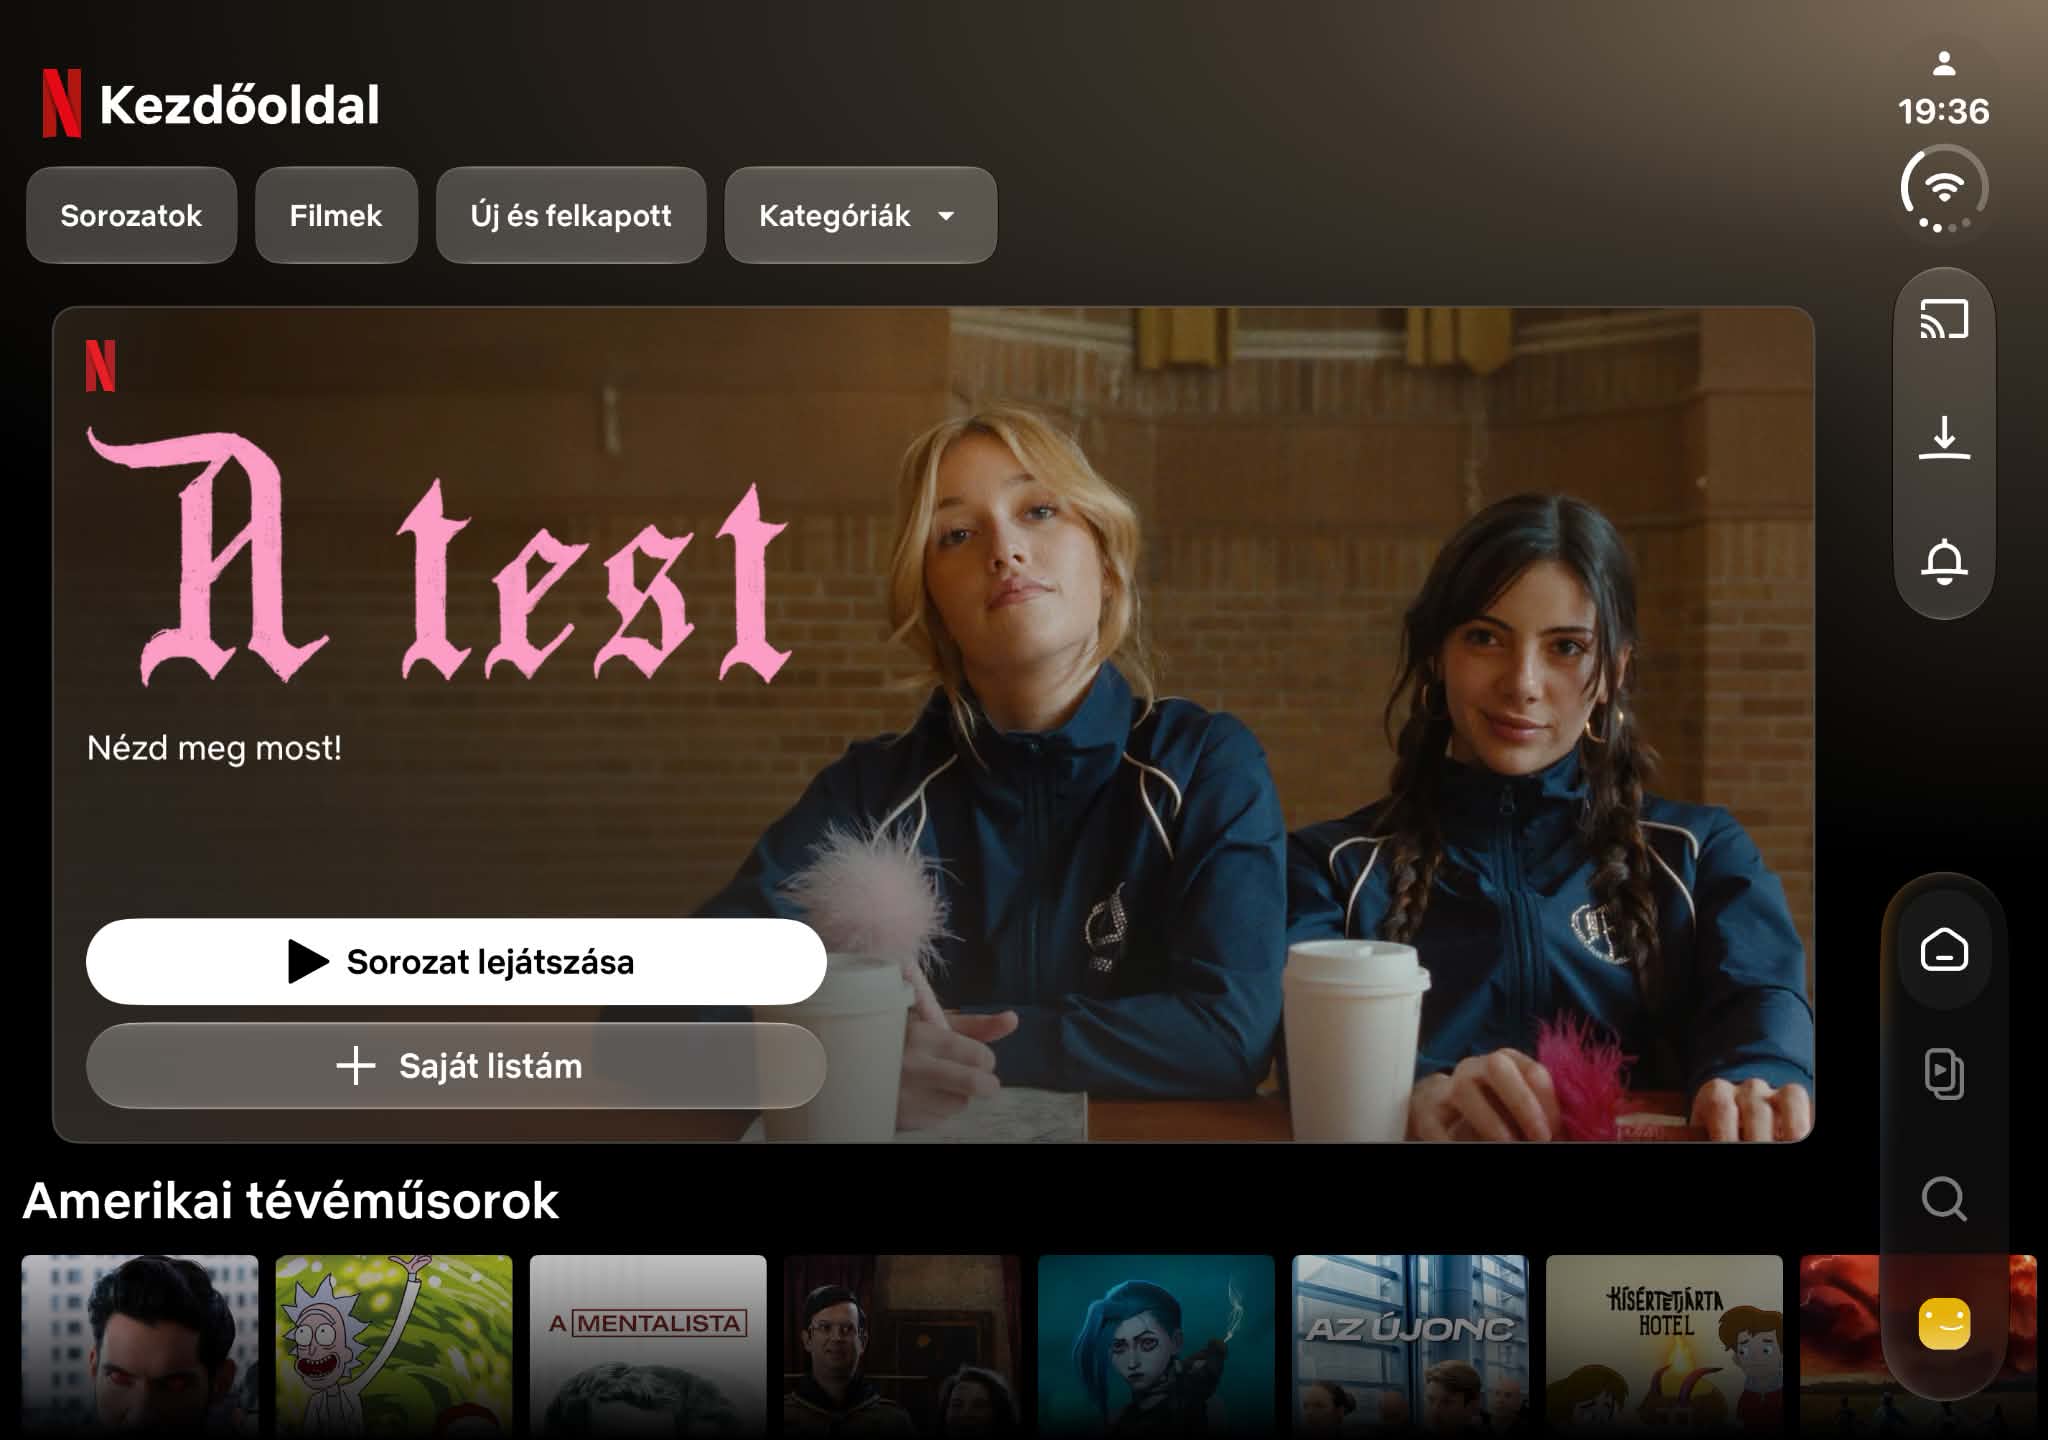 N Kezdőoldal
19:36
Sorozatok
Filmek
Új és felkapott
Kategóriák
N
A test
Nézd meg most!
Sorozat lejátszása
Saját listám
Amerikai tévéműsorok
A MENTALISTA
AZ ÚJONC
KÍSÉRTETJÁRTA
HOTEL